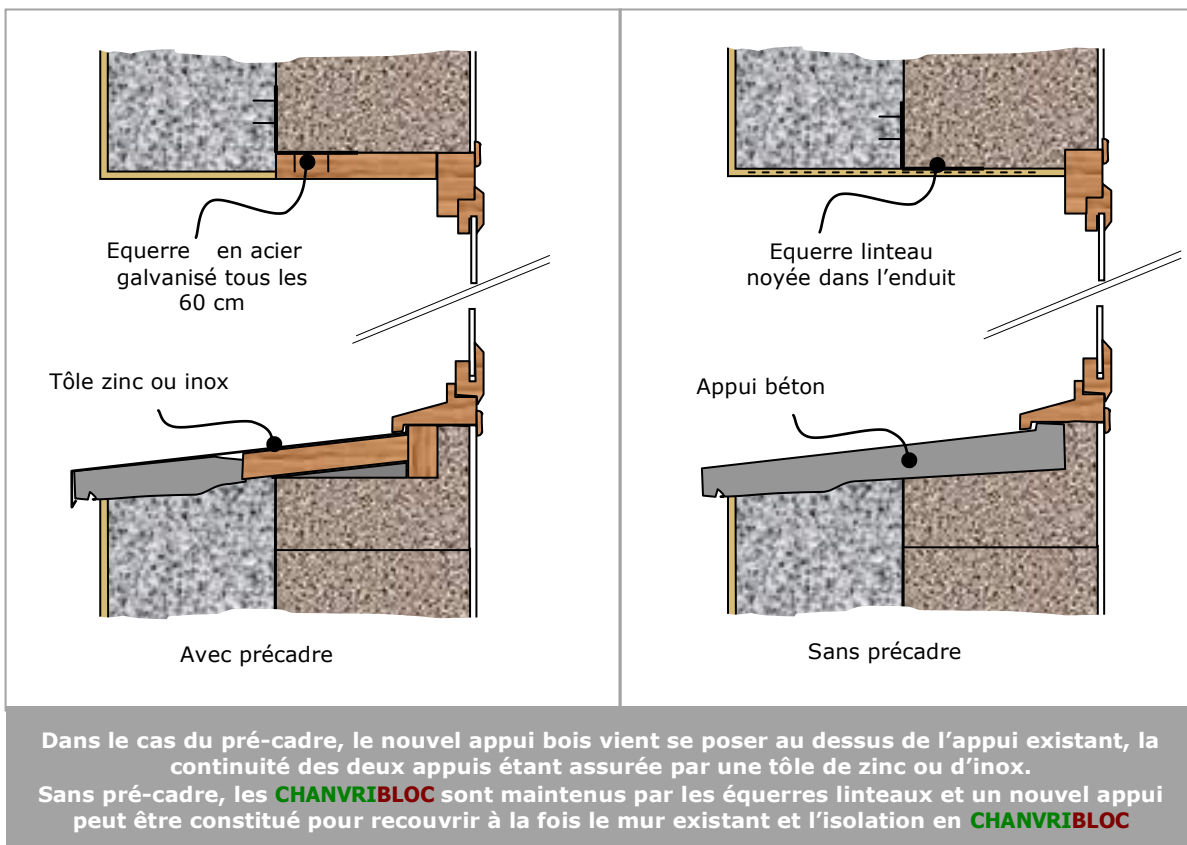 Equerre en acier
galvanisé tous les
60 cm
Tôle zinc ou inox
Avec précadre
Equerre linteau
noyée dans l’enduit
Appui béton
Sans précadre
Dans le cas du pré-cadre, le nouvel appui bois vient se poser au dessus de l’appui existant, la
continuité des deux appuis étant assurée par une tôle de zinc ou d’inox.
Sans pré-cadre, les CHANVRIBLOC sont maintenus par les équerres linteaux et un nouvel appui
peut être constitué pour recouvrir à la fois le mur existant et l’isolation en CHANVRIBLOC